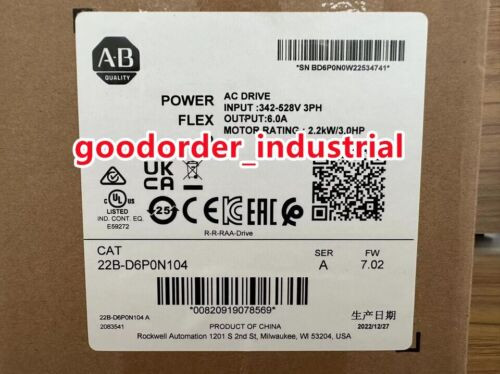 A-B
QUALITY
*SN BD6P0N0W22534741*
POWER
FLEX
AC DRIVE
INPUT :342-528V 3PH
OUTPUT:6.0A
MOTOR RATING : 2.2kW/3.0HP
goodorder_industrial
UL
LISTED
IND. CONT. EQ.
E59272
UK
CA
25
CE
EAC
R-R-RAA-Drive
CAT
22B-D6P0N104
SER
A
FW
7.02
22B-D6P0N104 A
2083541
*00820919078569*
生产日期
2022/12/27
PRODUCT OF CHINA
Rockwell Automation 1201 S 2nd St, Milwaukee, WI 53204, USA